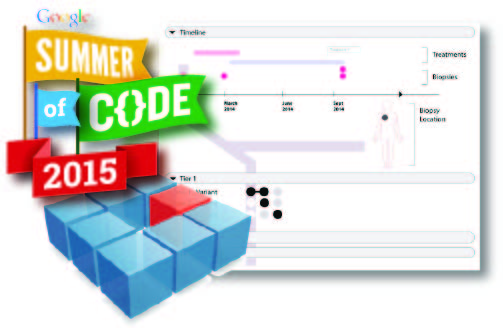 Google
SUMMER
of
CODE
2015
Timeline
Treatments
Biopsies
March
2014
June
2014
Sept
2014
Biopsy
Location
Tier 1
Variant